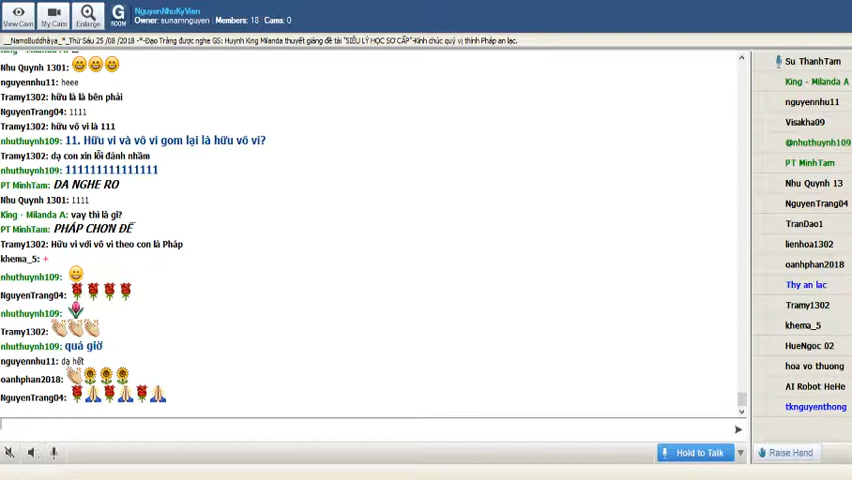 NguyenNhuKyVien
Owner: sunamnguyen : Members: 18 : Cams: 0
View Cam
My Cam
Enlarge
G
ROOM
__NamoBuddhàya_*_Thứ Sáu 25 /08 /2018 -*-Đạo Tràng được nghe GS: Huynh King Milanda thuyết giảng đề tài "SIÊU LÝ HỌC SƠ CẤP"-Kính chúc quý vị thính Pháp an lạc.
Nhu Quynh 1301:
nguyennhu11: heee
Tramy1302: hữu là là bên phải
NguyenTrang04: 1111
Tramy1302: hữu vô vi là 111
nhuthuynh109: 11. Hữu vi và vô vi gom lại là hữu vô vi?
Tramy1302: dạ con xin lỗi đánh nhầm
nhuthuynh109: 11111111111111
PT MinhTam: DA NGHE RO
Nhu Quynh 1301: 1111
King - Milanda A: vay thì là gì?
PT MinhTam: PHÁP CHƠN ĐẾ
Tramy1302: Hữu vi với vô vi theo con là Pháp
khema_5: +
nhuthuynh109:
NguyenTrang04:
nhuthuynh109:
Tramy1302:
nhuthuynh109: quá giờ
nguyennhu11: dạ hết
oanhphan2018:
NguyenTrang04:
Su ThanhTam
King - Milanda A
nguyennhu11
Visakha09
@nhuthuynh109
PT MinhTam
Nhu Quynh 13
NguyenTrang04
TranDao1
lienhoa1302
oanhphan2018
Thy an lac
Tramy1302
khema_5
HueNgoc 02
hoa vo thuong
AI Robot HeHe
tknguyenthong
Hold to Talk
Raise Hand